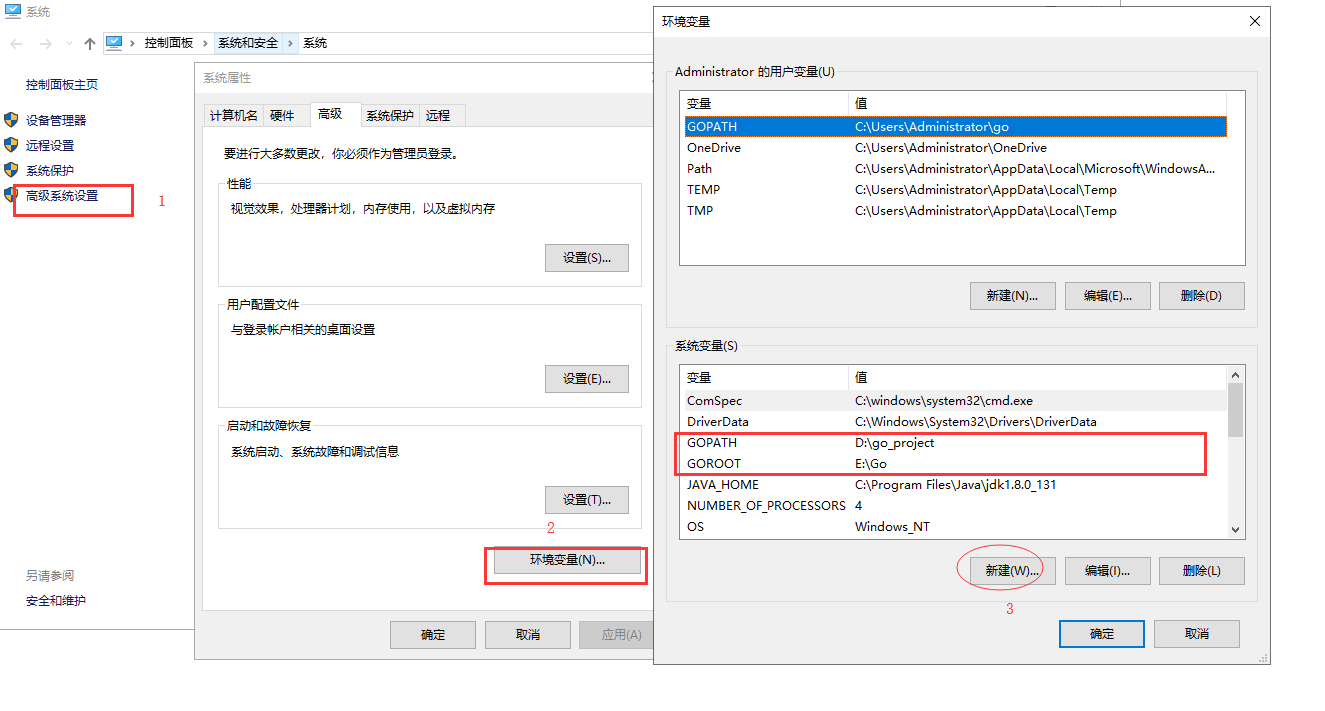 系统
控制面板 > 系统和安全 > 系统
控制面板主页
设备管理器
远程设置
系统保护
高级系统设置
1
另请参阅
安全和维护
系统属性
计算机名 硬件 高级 系统保护 远程
要进行大多数更改，你必须作为管理员登录。
性能
视觉效果，处理器计划，内存使用，以及虚拟内存
设置(S)...
用户配置文件
与登录帐户相关的桌面设置
设置(E)...
启动和故障恢复
系统启动、系统故障和调试信息
设置(T)...
2
环境变量(N)...
确定 取消 应用(A)
环境变量
Administrator 的用户变量(U)
变量 值
GOPATH C:\Users\Administrator\go
OneDrive C:\Users\Administrator\OneDrive
Path C:\Users\Administrator\AppData\Local\Microsoft\WindowsA...
TEMP C:\Users\Administrator\AppData\Local\Temp
TMP C:\Users\Administrator\AppData\Local\Temp
新建(N)... 编辑(E)... 删除(D)
系统变量(S)
变量 值
ComSpec C:\windows\system32\cmd.exe
DriverData C:\Windows\System32\Drivers\DriverData
GOPATH D:\go_project
GOROOT E:\Go
JAVA_HOME C:\Program Files\Java\jdk1.8.0_131
NUMBER_OF_PROCESSORS 4
OS Windows_NT
新建(W)... 编辑(I)... 删除(L)
3
确定 取消